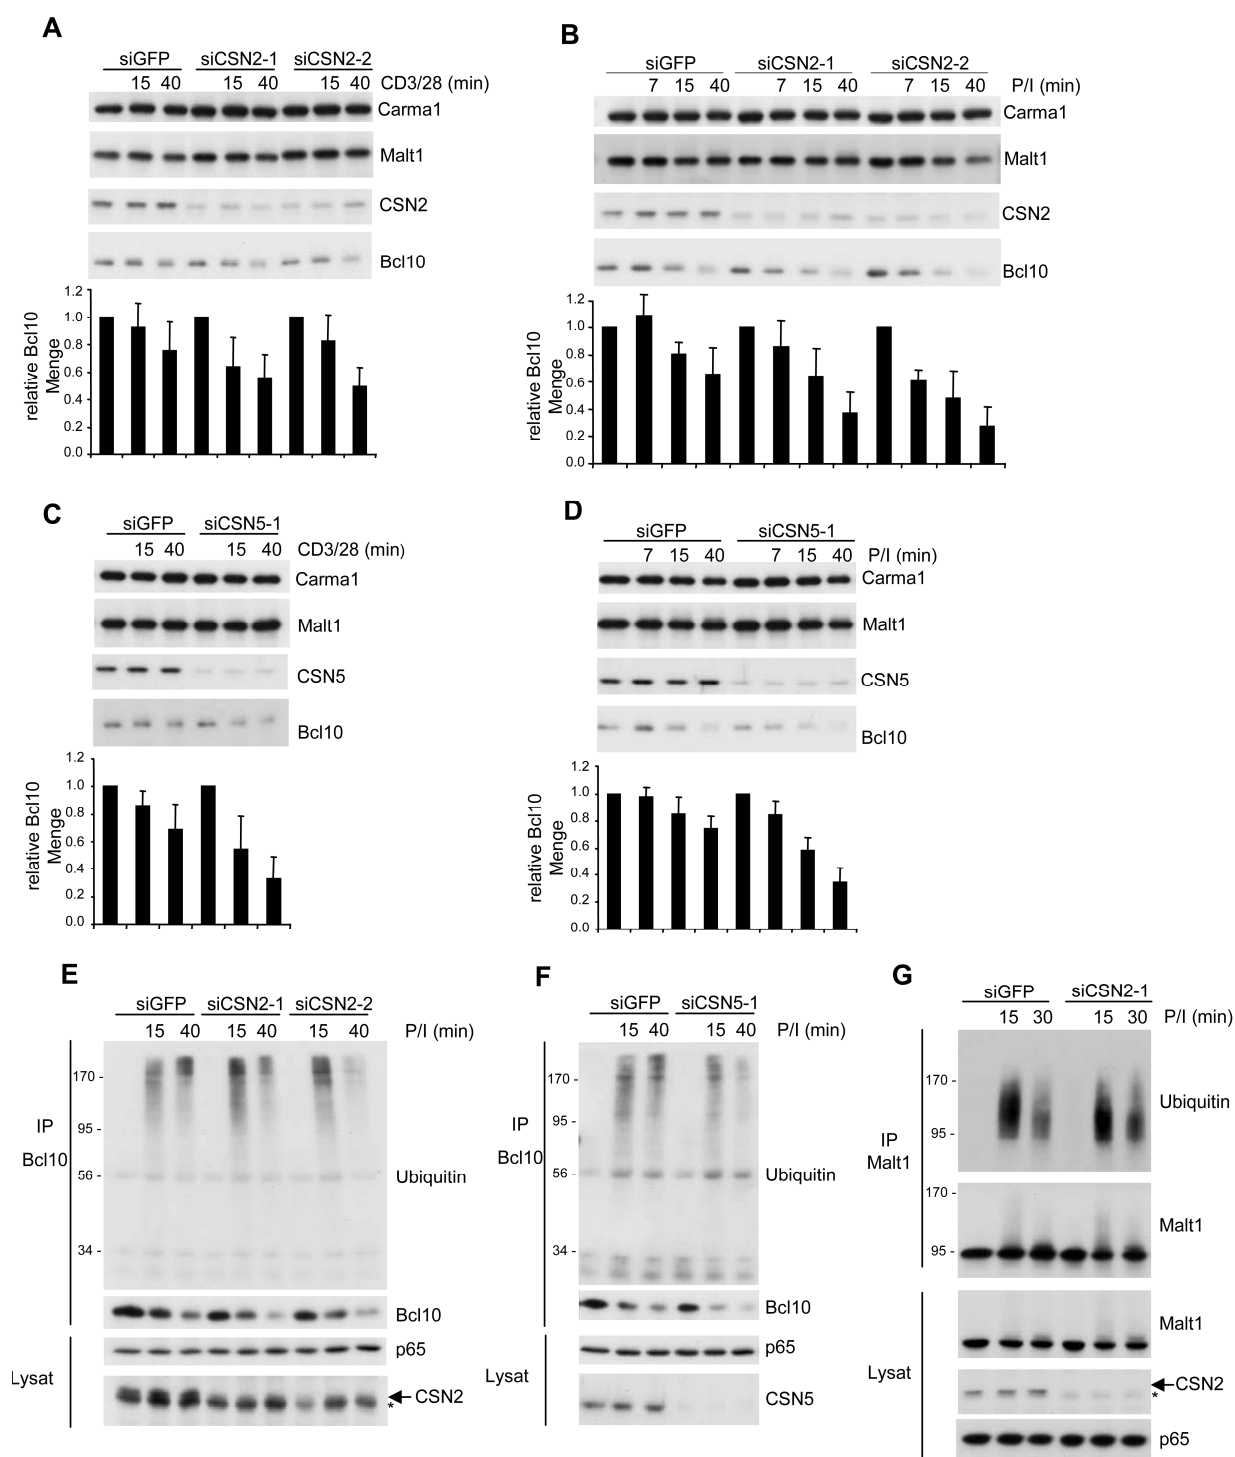 A
siGFP siCSN2-1 siCSN2-2
15 40 15 40 15 40 CD3/28 (min)
Carma1
Malt1
CSN2
Bcl10
relative Bcl10
Menge
1.2
1.0
0.8
0.6
0.4
0.2
0.0
B
siGFP siCSN2-1 siCSN2-2
7 15 40 7 15 40 7 15 40 P/I (min)
Carma1
Malt1
CSN2
Bcl10
relative Bcl10
Menge
1.2
1.0
0.8
0.6
0.4
0.2
0.0
C
siGFP siCSN5-1
15 40 15 40 CD3/28 (min)
Carma1
Malt1
CSN5
Bcl10
relative Bcl10
Menge
1.2
1.0
0.8
0.6
0.4
0.2
0.0
D
siGFP siCSN5-1
7 15 40 7 15 40 P/I (min)
Carma1
Malt1
CSN5
Bcl10
relative Bcl10
Menge
1.2
1.0
0.8
0.6
0.4
0.2
0.0
E
siGFP siCSN2-1 siCSN2-2
15 40 15 40 15 40 P/I (min)
170 -
95 -
56 -
34 -
IP
Bcl10
Ubiquitin
Bcl10
Lysat
p65
CSN2
*
F
siGFP siCSN5-1
15 40 15 40 P/I (min)
170 -
95 -
56 -
34 -
IP
Bcl10
Ubiquitin
Bcl10
Lysat
p65
CSN5
G
siGFP siCSN2-1
15 30 15 30 P/I (min)
170 -
95 -
Ubiquitin
IP
Malt1
170 -
95 -
Malt1
Lysat
Malt1
CSN2
*
p65